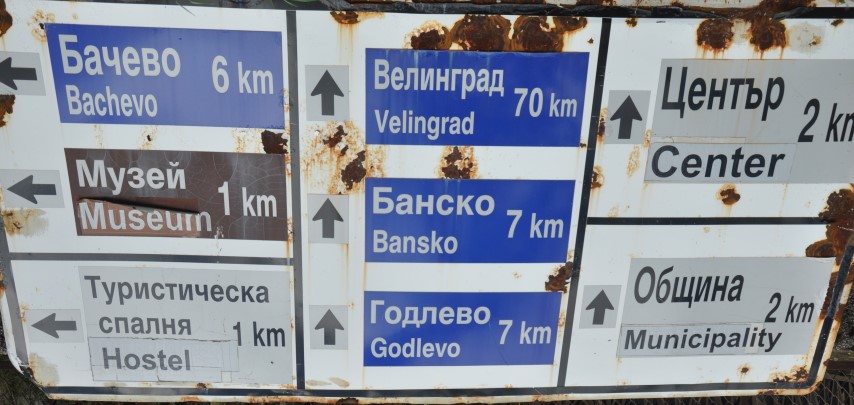 Бачево 6 km
Bachevo
Музей 1 km
Museum
Туристическа
спалня 1 km
Hostel
Велинград 70 km
Velingrad
Банско 7 km
Bansko
Годлево 7 km
Godlevo
Център 2 km
Center
Община 2 km
Municipality